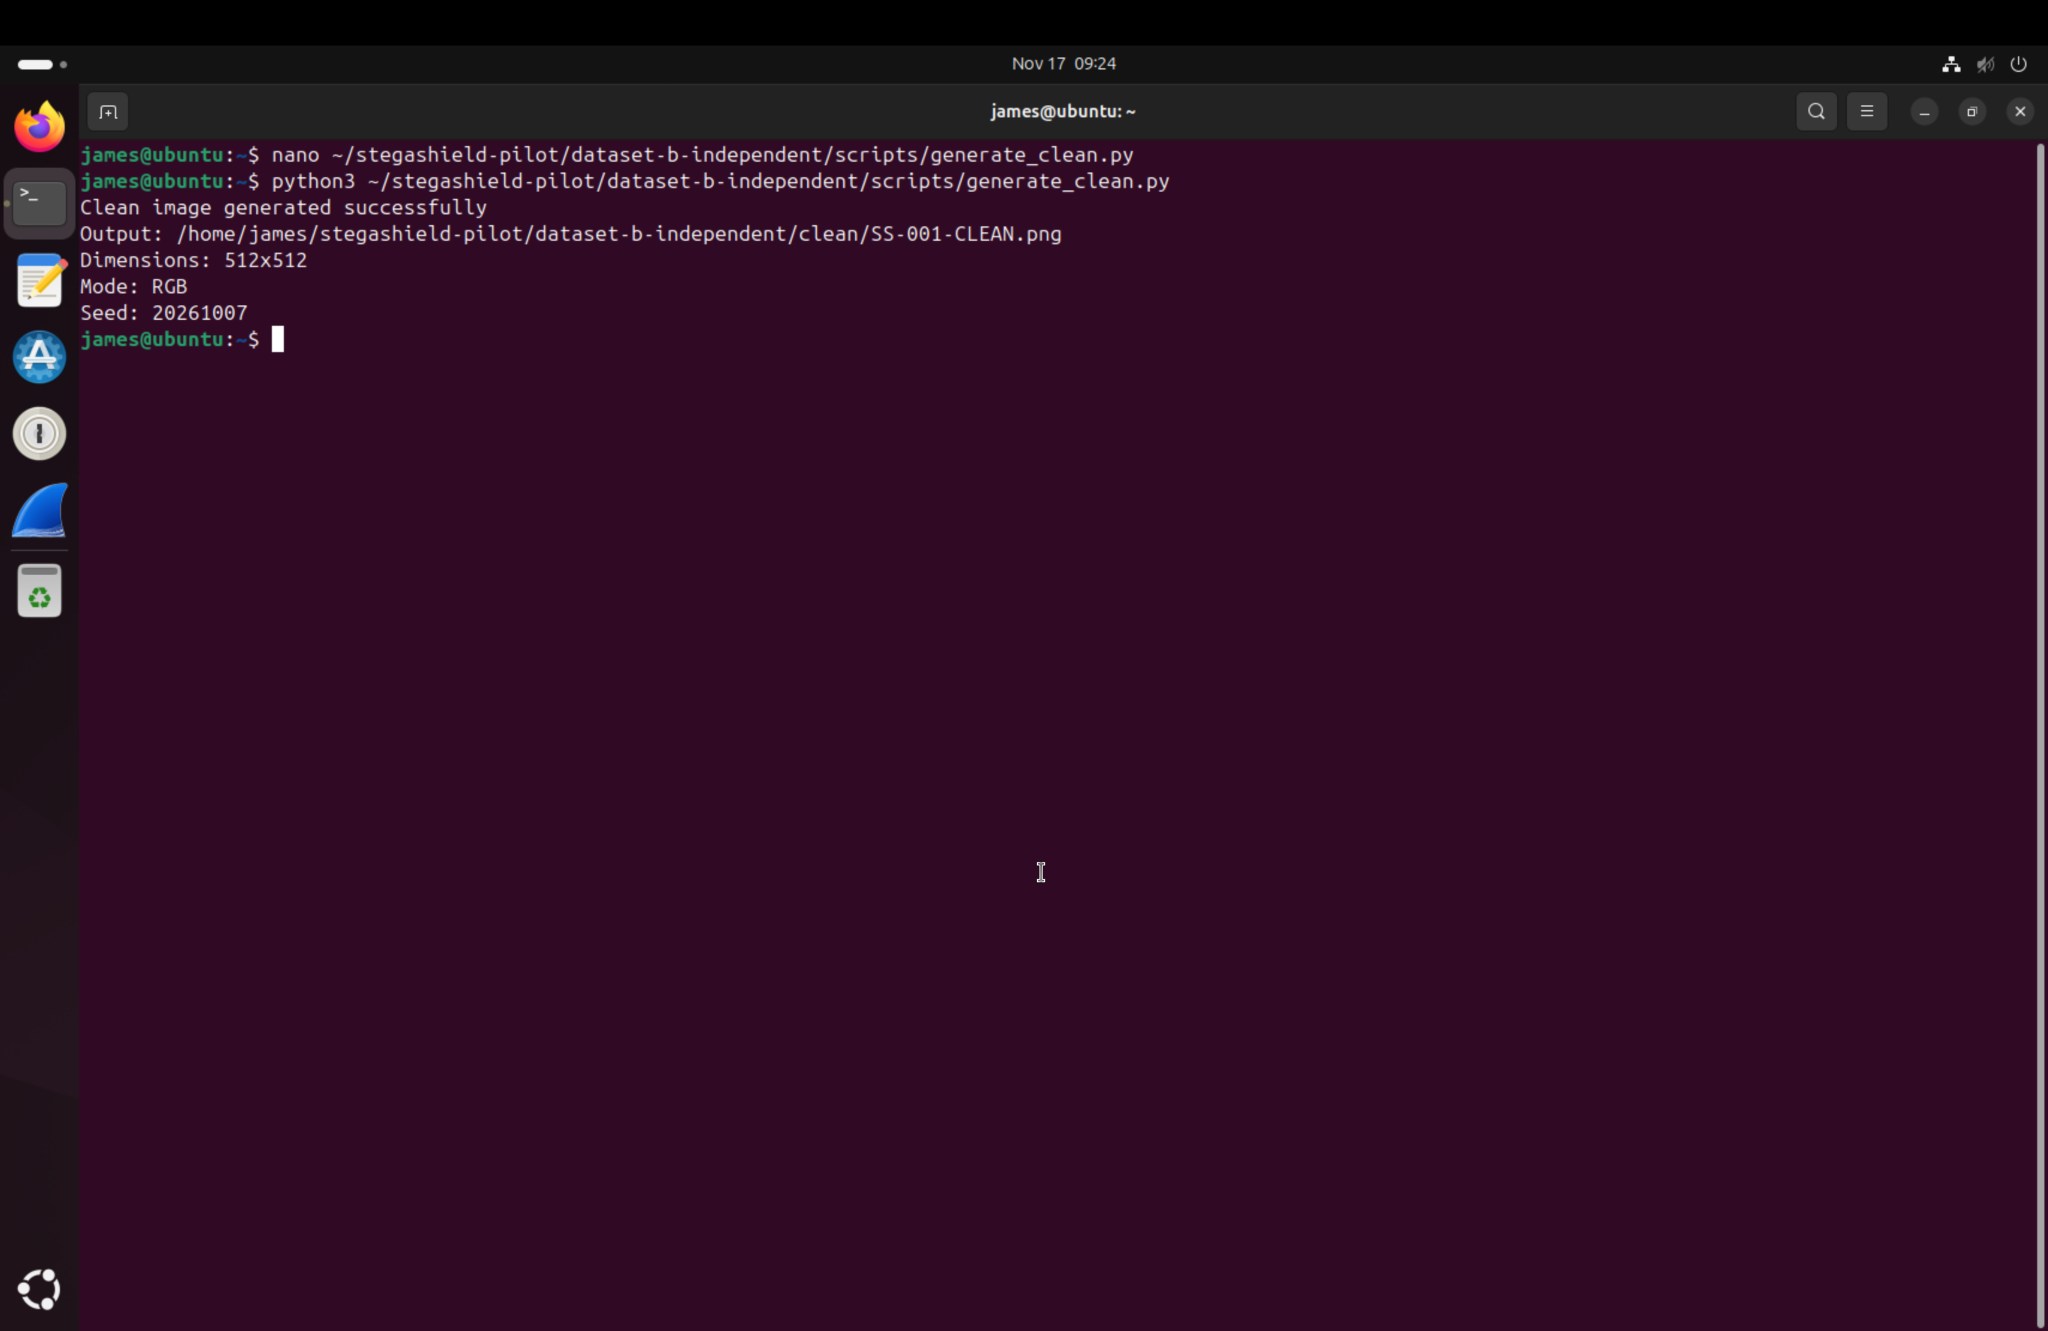 Nov 17 09:24
james@ubuntu: ~
james@ubuntu:~$ nano ~/stegashield-pilot/dataset-b-independent/scripts/generate_clean.py
james@ubuntu:~$ python3 ~/stegashield-pilot/dataset-b-independent/scripts/generate_clean.py
Clean image generated successfully
Output: /home/james/stegashield-pilot/dataset-b-independent/clean/SS-001-CLEAN.png
Dimensions: 512x512
Mode: RGB
Seed: 20261007
james@ubuntu:~$